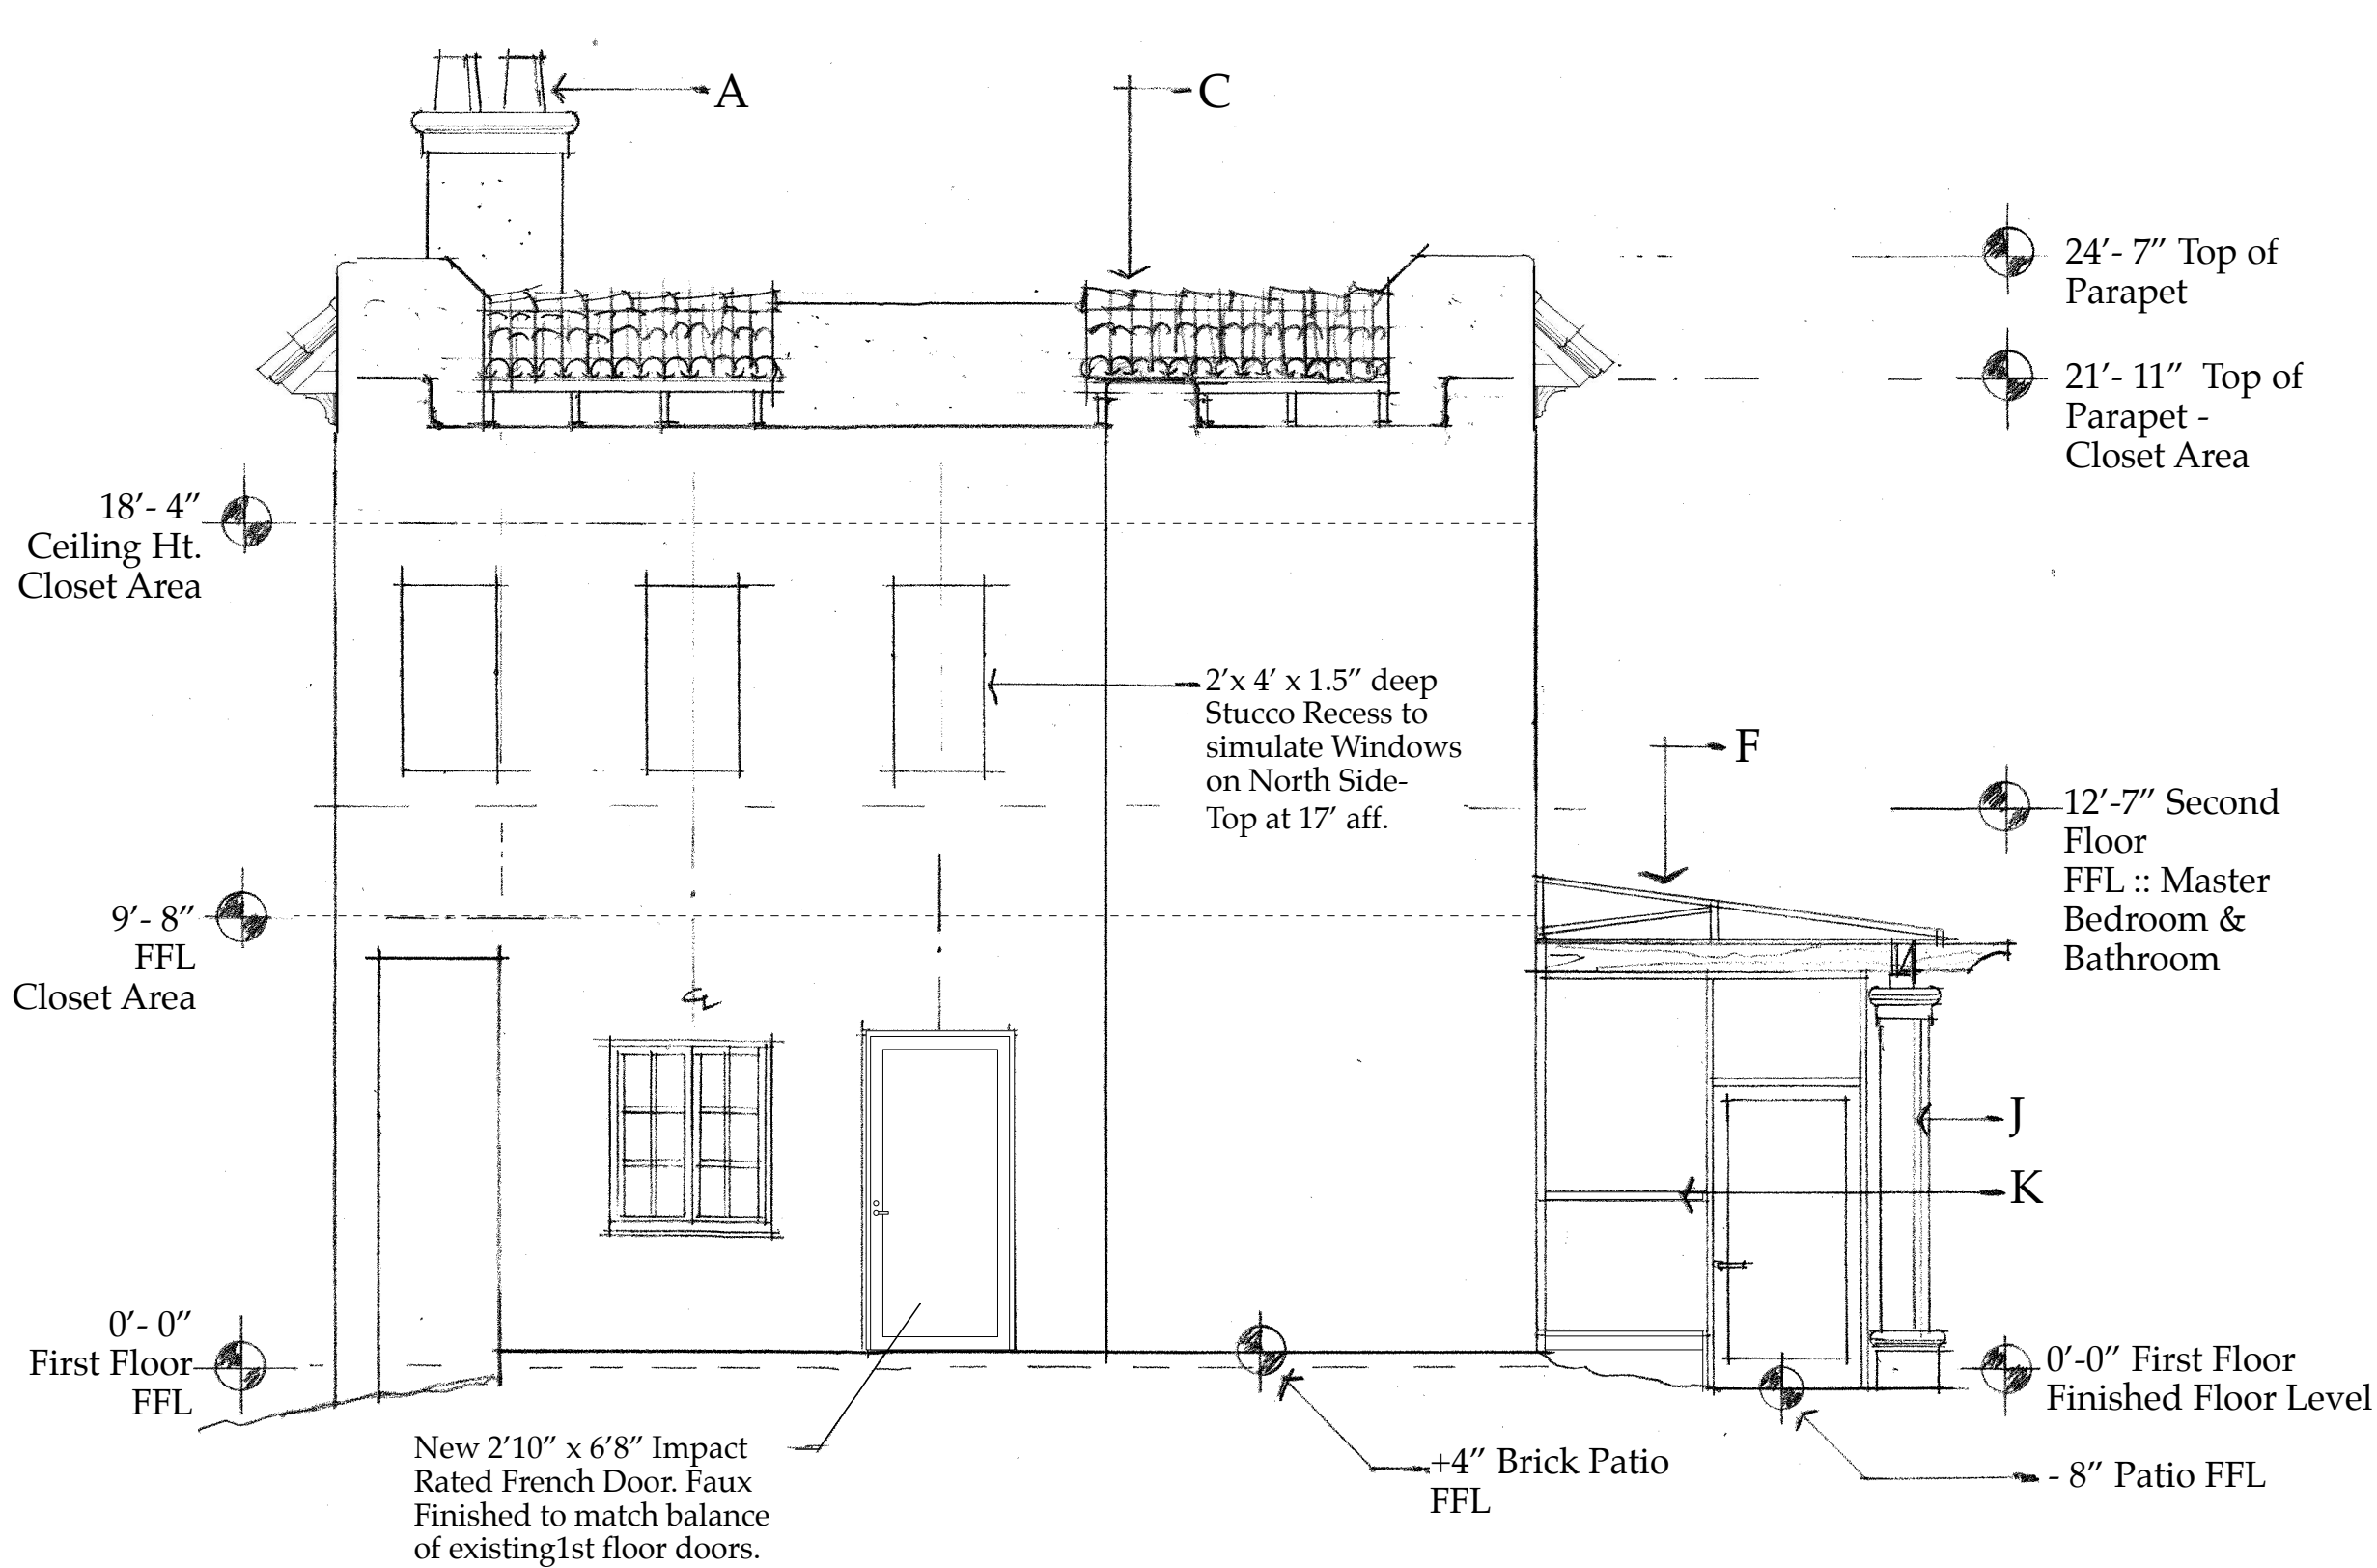 A
C
24′- 7″ Top of
Parapet
21′- 11″ Top of
Parapet -
Closet Area
18′- 4″
Ceiling Ht.
Closet Area
2′x 4′ x 1.5″ deep
Stucco Recess to
simulate Windows
on North Side-
Top at 17′ aff.
F
12′-7″ Second
Floor
FFL :: Master
Bedroom &
Bathroom
9′- 8″
FFL
Closet Area
J
K
0′- 0″
First Floor
FFL
0′-0″ First Floor
Finished Floor Level
New 2′10″ x 6′8″ Impact
Rated French Door. Faux
Finished to match balance
of existing1st floor doors.
+4″ Brick Patio
FFL
- 8″ Patio FFL